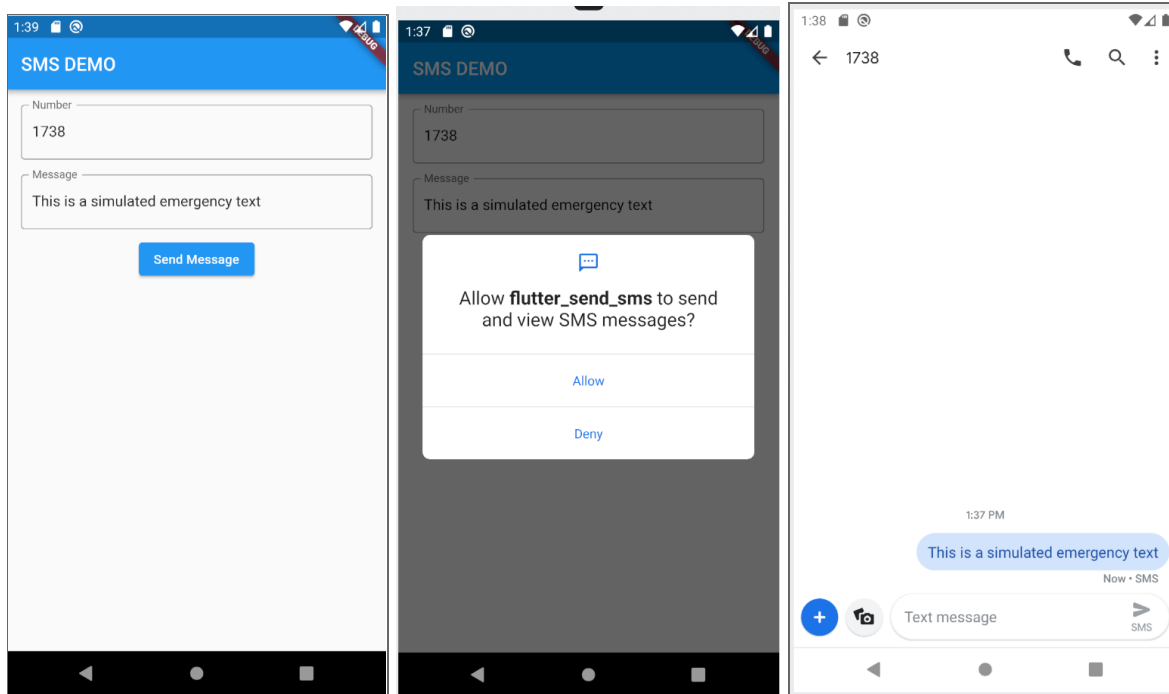 1:39
DEBUG
SMS DEMO
Number
1738
Message
This is a simulated emergency text
Send Message
1:37
DEBUG
SMS DEMO
Number
1738
Message
This is a simulated emergency text
Allow flutter_send_sms to send
and view SMS messages?
Allow
Deny
1:38
1738
1:37 PM
This is a simulated emergency text
Now • SMS
Text message
SMS